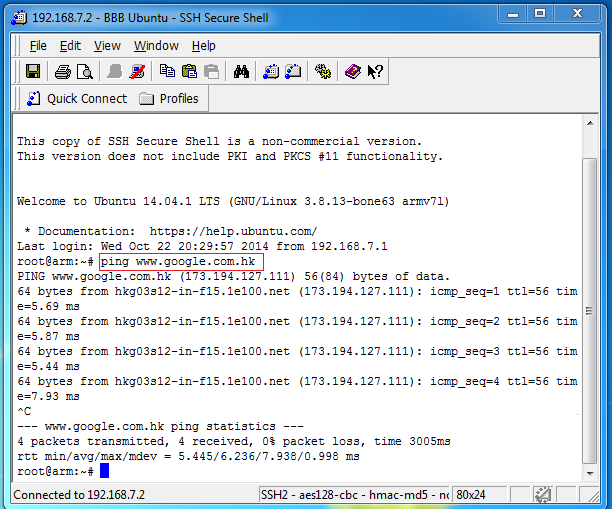 192.168.7.2 - BBB Ubuntu - SSH Secure Shell
File Edit View Window Help
Quick Connect Profiles
This copy of SSH Secure Shell is a non-commercial version.
This version does not include PKI and PKCS #11 functionality.
Welcome to Ubuntu 14.04.1 LTS (GNU/Linux 3.8.13-bone63 armv7l)
* Documentation:  https://help.ubuntu.com/
Last login: Wed Oct 22 20:29:57 2014 from 192.168.7.1
root@arm:~# ping www.google.com.hk
PING www.google.com.hk (173.194.127.111) 56(84) bytes of data.
64 bytes from hkg03s12-in-f15.1e100.net (173.194.127.111): icmp_seq=1 ttl=56 tim
e=5.69 ms
64 bytes from hkg03s12-in-f15.1e100.net (173.194.127.111): icmp_seq=2 ttl=56 tim
e=5.87 ms
64 bytes from hkg03s12-in-f15.1e100.net (173.194.127.111): icmp_seq=3 ttl=56 tim
e=5.44 ms
64 bytes from hkg03s12-in-f15.1e100.net (173.194.127.111): icmp_seq=4 ttl=56 tim
e=7.93 ms
^C
--- www.google.com.hk ping statistics ---
4 packets transmitted, 4 received, 0% packet loss, time 3005ms
rtt min/avg/max/mdev = 5.445/6.236/7.938/0.998 ms
root@arm:~#
Connected to 192.168.7.2 SSH2 - aes128-cbc - hmac-md5 - nc 80x24